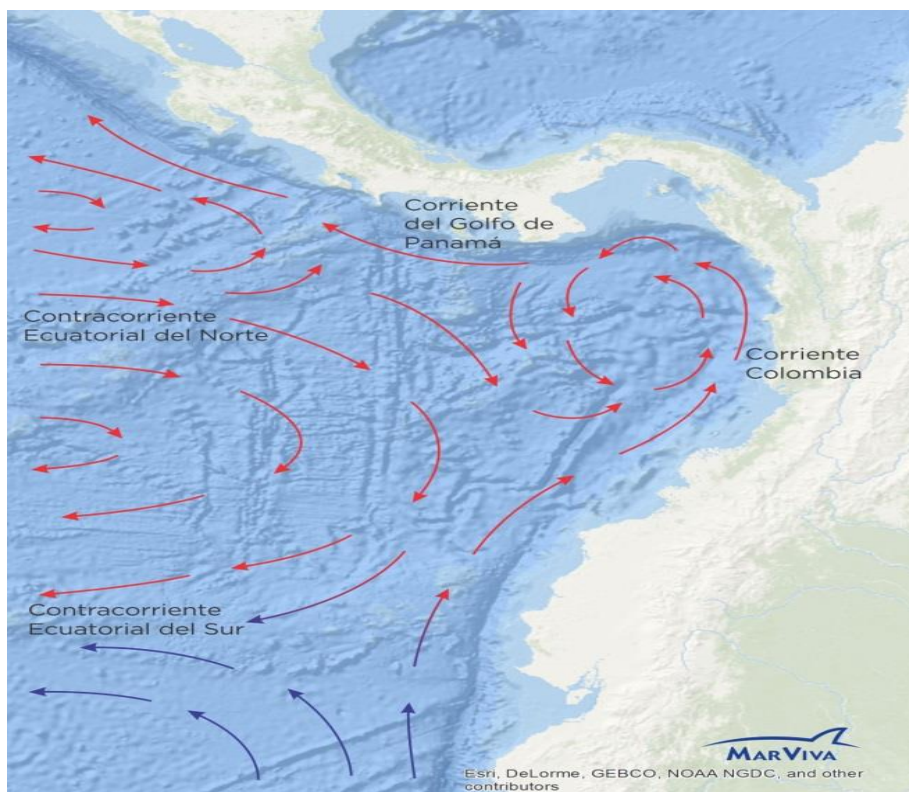 Corriente
del Golfo de
Panamá
Contracorriente
Ecuatorial del Norte
Corriente
Colombia
Contracorriente
Ecuatorial del Sur
MARVIVA
Esri, DeLorme, GEBCO, NOAA NGDC, and other
contributors